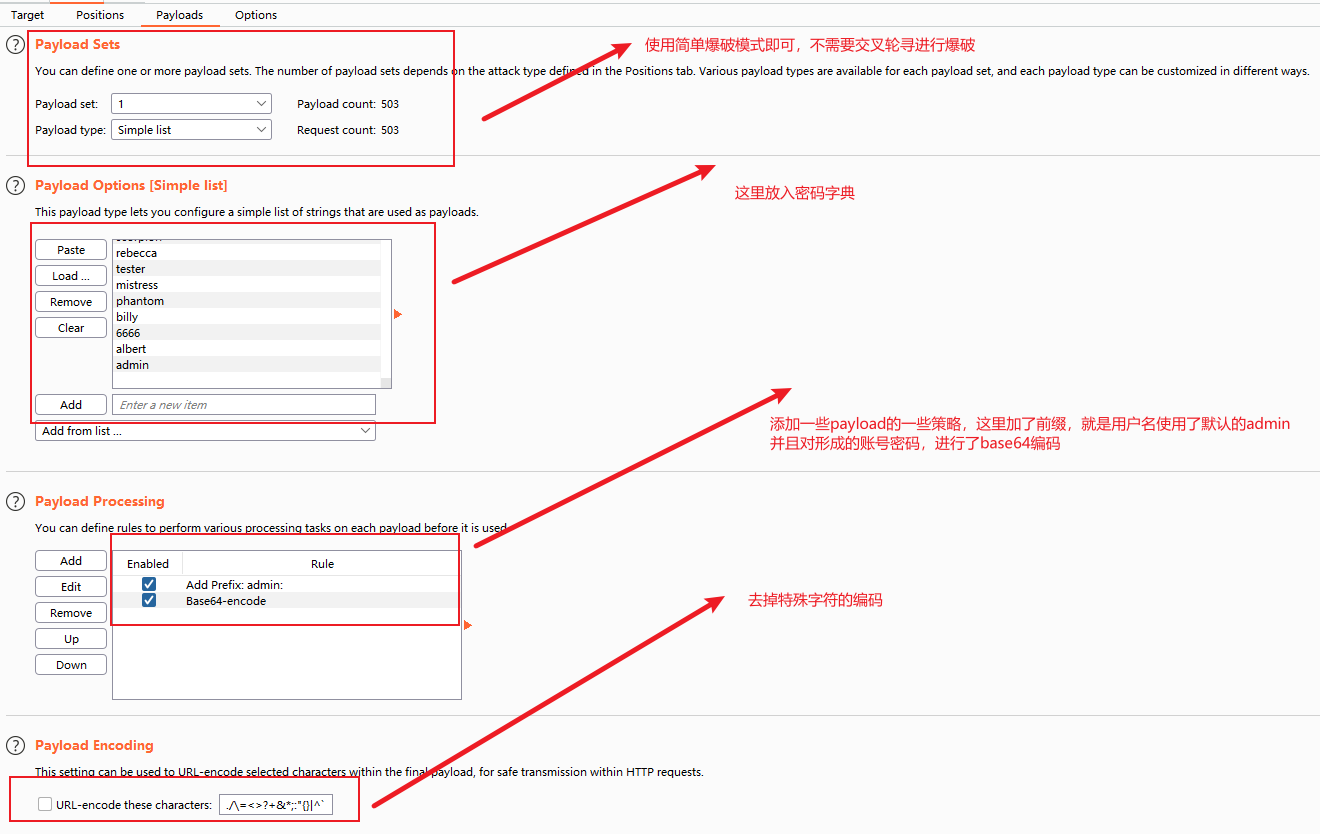 Target Positions Payloads Options
? Payload Sets
使用简单爆破模式即可，不需要交叉轮寻进行爆破
You can define one or more payload sets. The number of payload sets depends on the attack type defined in the Positions tab. Various payload types are available for each payload set, and each payload type can be customized in different ways.
Payload set: 1 Payload count: 503
Payload type: Simple list Request count: 503
? Payload Options [Simple list]
这里放入密码字典
This payload type lets you configure a simple list of strings that are used as payloads.
Paste
Load ...
Remove
Clear
rebecca
tester
mistress
phantom
billy
6666
albert
admin
Add Enter a new item
Add from list ...
添加一些payload的一些策略，这里加了前缀，就是用户名使用了默认的admin
并且对形成的账号密码，进行了base64编码
? Payload Processing
You can define rules to perform various processing tasks on each payload before it is used.
Add
Edit
Remove
Up
Down
Enabled Rule
Add Prefix: admin:
Base64-encode
去掉特殊字符的编码
? Payload Encoding
This setting can be used to URL-encode selected characters within the final payload, for safe transmission within HTTP requests.
URL-encode these characters: ./\=<>?+&*;:"{}|^`